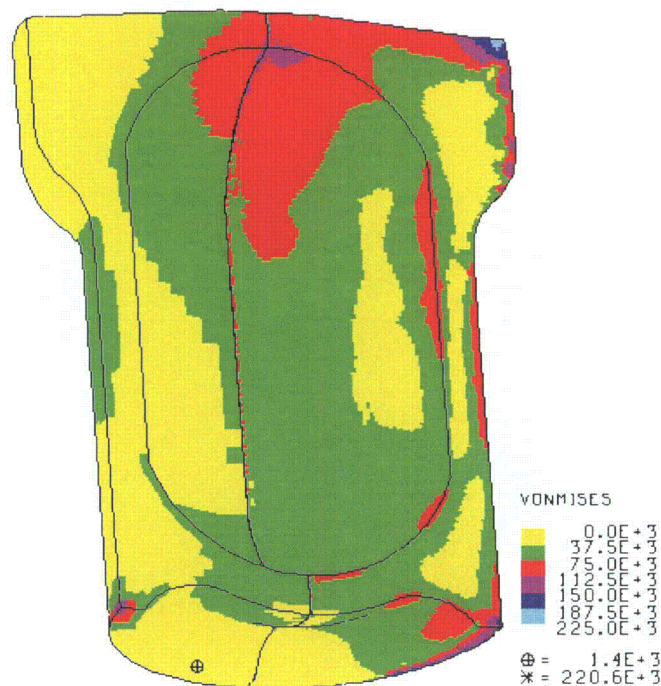 VONMISES
0.0E+3
37.5E+3
75.0E+3
112.5E+3
150.0E+3
187.5E+3
225.0E+3
⊕ = 1.4E+3
* = 220.6E+3